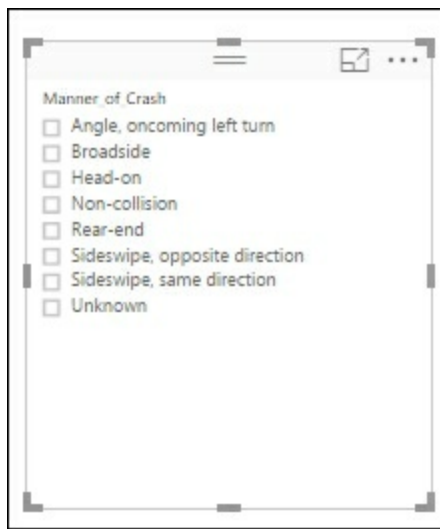 Manner_of_Crash
Angle, oncoming left turn
Broadside
Head-on
Non-collision
Rear-end
Sideswipe, opposite direction
Sideswipe, same direction
Unknown